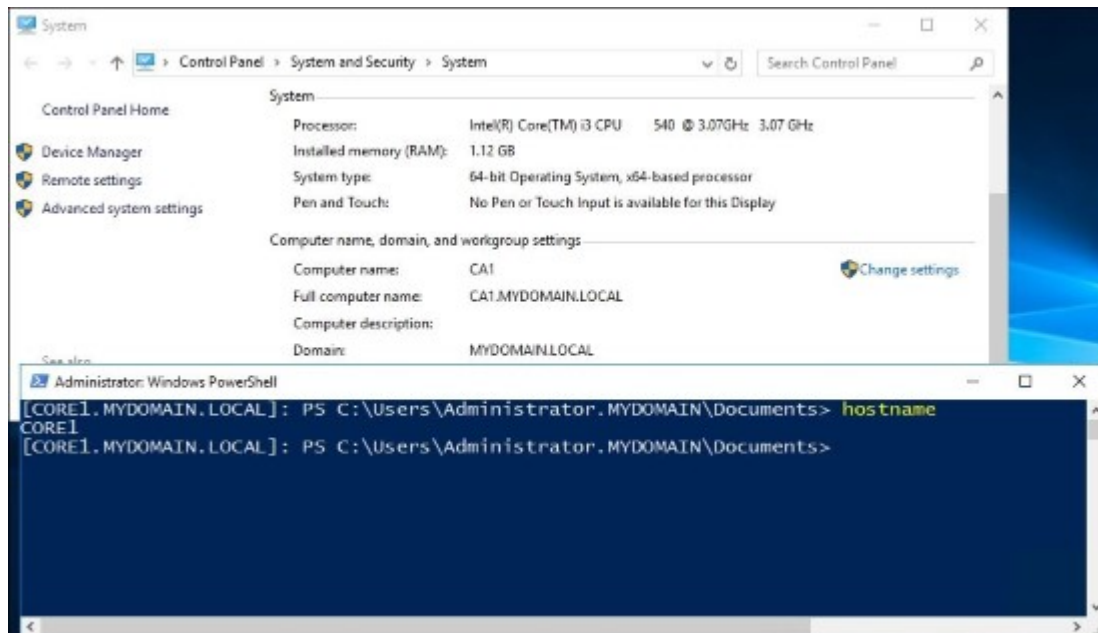 System
Control Panel > System and Security > System
Search Control Panel
Control Panel Home
Device Manager
Remote settings
Advanced system settings
See also
System
Processor: Intel(R) Core(TM) i3 CPU 540 @ 3.07GHz 3.07 GHz
Installed memory (RAM): 1.12 GB
System type: 64-bit Operating System, x64-based processor
Pen and Touch: No Pen or Touch Input is available for this Display
Computer name, domain, and workgroup settings
Computer name: CA1
Change settings
Full computer name: CA1.MYDOMAIN.LOCAL
Computer description:
Domain: MYDOMAIN.LOCAL
Administrator: Windows PowerShell
[CORE1.MYDOMAIN.LOCAL]: PS C:\Users\Administrator.MYDOMAIN\Documents> hostname
CORE1
[CORE1.MYDOMAIN.LOCAL]: PS C:\Users\Administrator.MYDOMAIN\Documents>